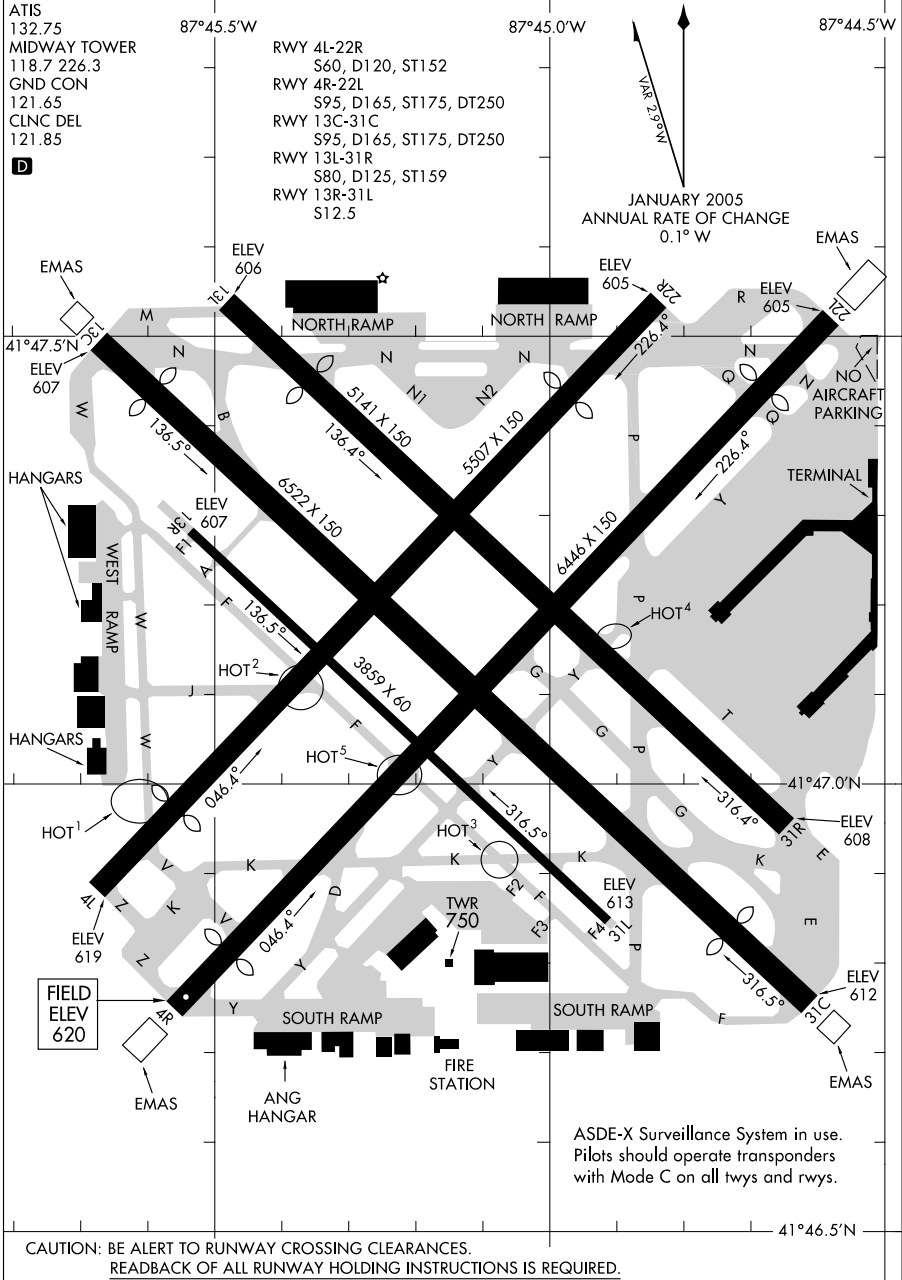 ATIS
132.75
MIDWAY TOWER
118.7 226.3
GND CON
121.65
CLNC DEL
121.85
D
87°45.5'W
87°45.0'W
87°44.5'W
RWY 4L-22R
S60, D120, ST152
RWY 4R-22L
S95, D165, ST175, DT250
RWY 13C-31C
S95, D165, ST175, DT250
RWY 13L-31R
S80, D125, ST159
RWY 13R-31L
S12.5
VAR 2.9°W
JANUARY 2005
ANNUAL RATE OF CHANGE
0.1° W
EMAS
ELEV
606
ELEV
605
ELEV
605
EMAS
13L
22R
22L
M
R
NORTH RAMP
NORTH RAMP
41°47.5'N
13C
ELEV
607
N
N
N
N
N
N1
N2
226.4°
Q
Q
NO
AIRCRAFT
PARKING
W
B
136.5°
5141 X 150
136.4°
5507 X 150
P
226.4°
Y
HANGARS
ELEV
607
13R
F1
6522 X 150
6446 X 150
TERMINAL
WEST
RAMP
A
F
136.5°
W
P
HOT4
HOT2
J
3859 X 60
G
Y
G
T
F
W
P
HANGARS
HOT5
Y
046.4°
316.5°
316.4°
41°47.0'N
HOT1
HOT3
G
31R
ELEV
608
V
K
K
K
K
E
4L
Z
K
V
D
F2
F
ELEV
613
E
ELEV
619
Z
046.4°
TWR
750
F3
F4
31L
P
Y
316.5°
ELEV
612
FIELD
ELEV
620
4R
Y
SOUTH RAMP
SOUTH RAMP
F
31C
EMAS
ANG
HANGAR
FIRE
STATION
EMAS
ASDE-X Surveillance System in use.
Pilots should operate transponders
with Mode C on all twys and rwys.
41°46.5'N
CAUTION: BE ALERT TO RUNWAY CROSSING CLEARANCES.
READBACK OF ALL RUNWAY HOLDING INSTRUCTIONS IS REQUIRED.